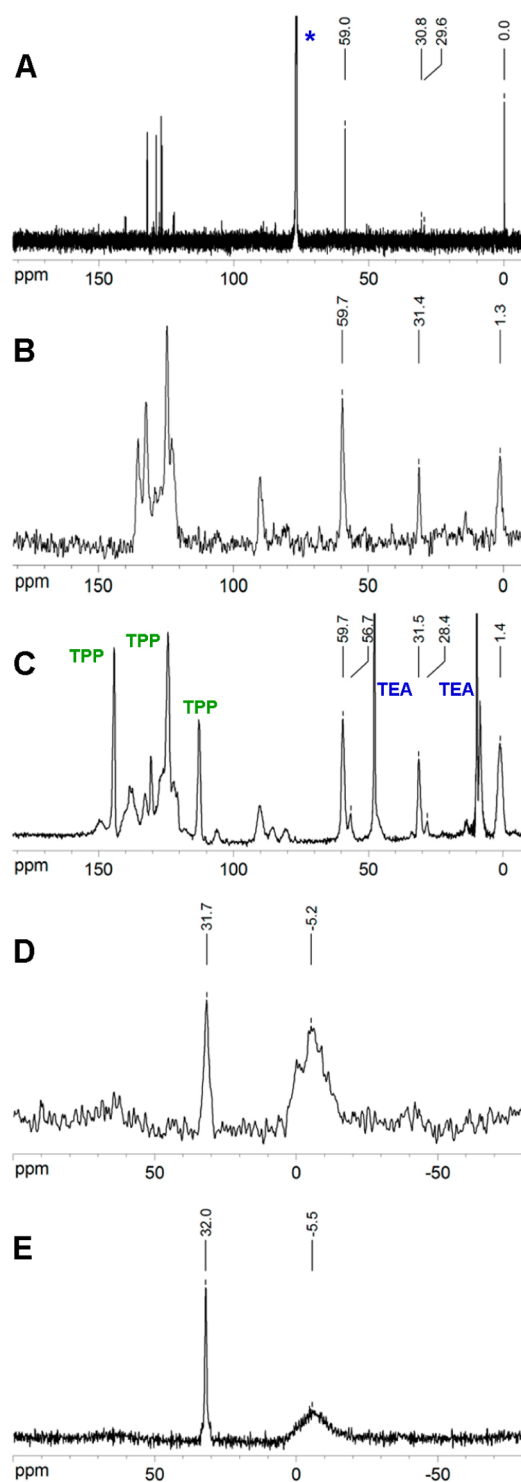 59.0 30.8 29.6 0.0
*
A
ppm 150 100 50 0
59.7 31.4 1.3
B
ppm 150 100 50 0
59.7 56.7 31.5 28.4 1.4
C
TPP TPP TPP TEA TEA
ppm 150 100 50 0
31.7 -5.2
D
ppm 50 0 -50
32.0 -5.5
E
ppm 50 0 -50